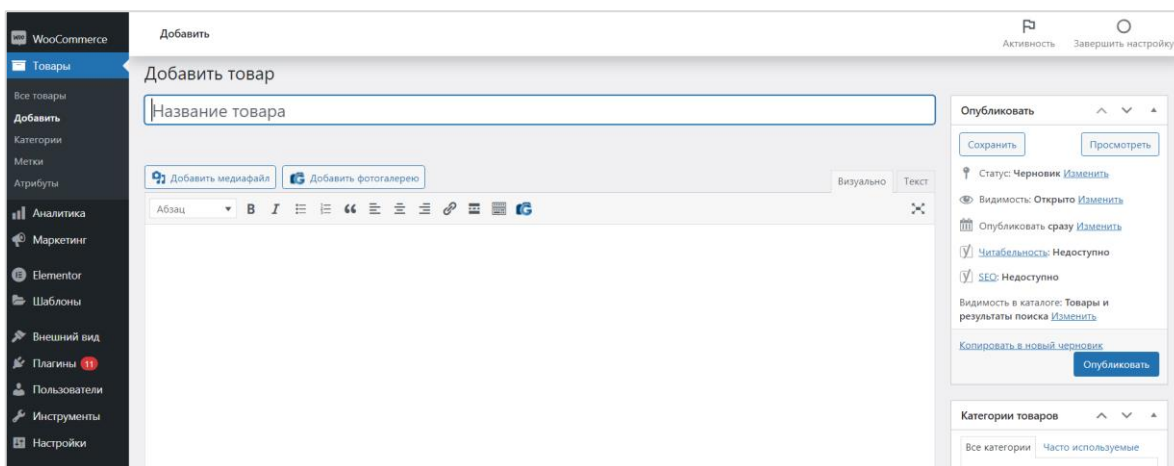 WooCommerce
Товары
Все товары
Добавить
Категории
Метки
Атрибуты
Аналитика
Маркетинг
Elementor
Шаблоны
Внешний вид
Плагины 11
Пользователи
Инструменты
Настройки
Добавить
Активность
Завершить настройку
Добавить товар
Название товара
Добавить медиафайл
Добавить фотогалерею
Визуально
Текст
Абзац
Опубликовать
Сохранить
Просмотреть
Статус: Черновик Изменить
Видимость: Открыто Изменить
Опубликовать сразу Изменить
Читабельность: Недоступно
SEO: Недоступно
Видимость в каталоге: Товары и
результаты поиска Изменить
Копировать в новый черновик
Опубликовать
Категории товаров
Все категории
Часто используемые